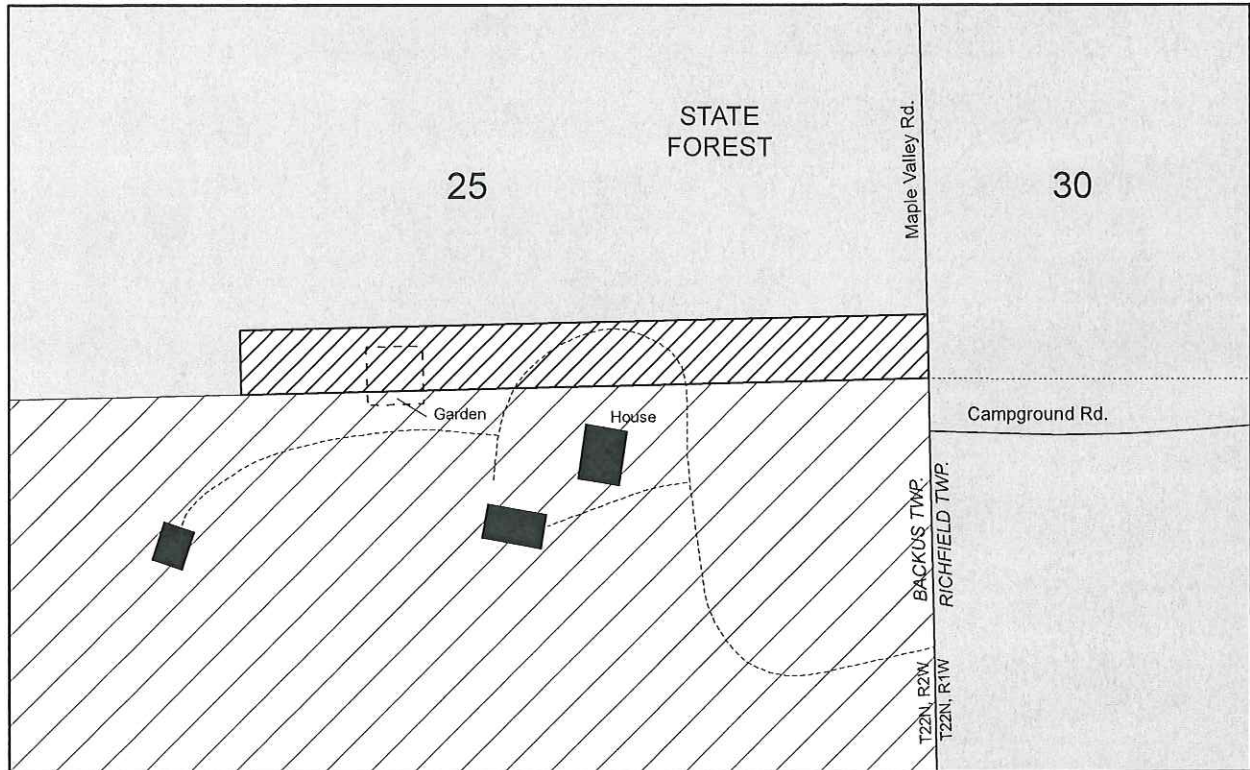 STATE
FOREST
Maple Valley Rd.
25
30
Garden
House
Campground Rd.
BACKUS TWP.
RICHFIELD TWP.
T22N, R2W
T22N, R1W